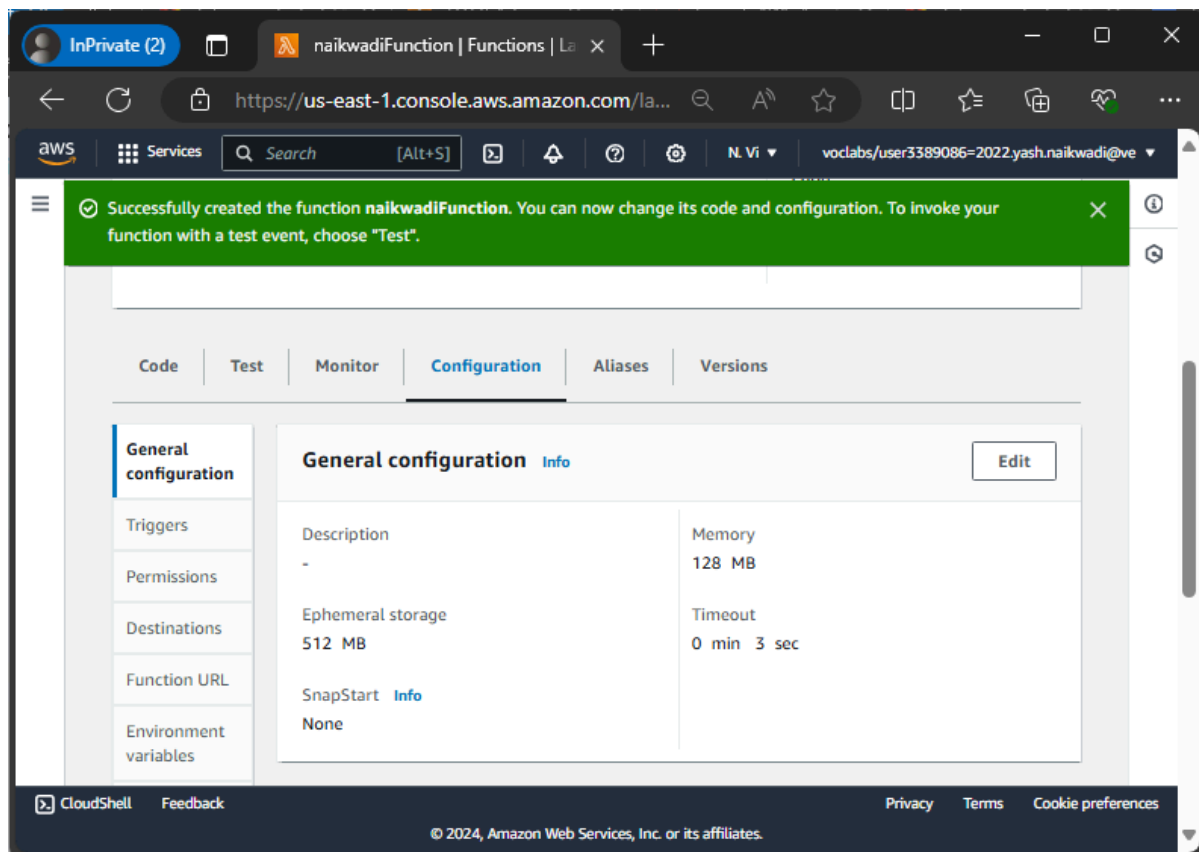 InPrivate (2)
naikwadiFunction | Functions | La
https://us-east-1.console.aws.amazon.com/la...
aws
Services
Search [Alt+S]
N. Vi
voclabs/user3389086=2022.yash.naikwadi@ve
Successfully created the function naikwadiFunction. You can now change its code and configuration. To invoke your
function with a test event, choose "Test".
Code
Test
Monitor
Configuration
Aliases
Versions
General
configuration
Triggers
Permissions
Destinations
Function URL
Environment
variables
General configuration Info
Edit
Description
-
Memory
128 MB
Ephemeral storage
512 MB
Timeout
0 min 3 sec
SnapStart Info
None
CloudShell
Feedback
Privacy
Terms
Cookie preferences
© 2024, Amazon Web Services, Inc. or its affiliates.